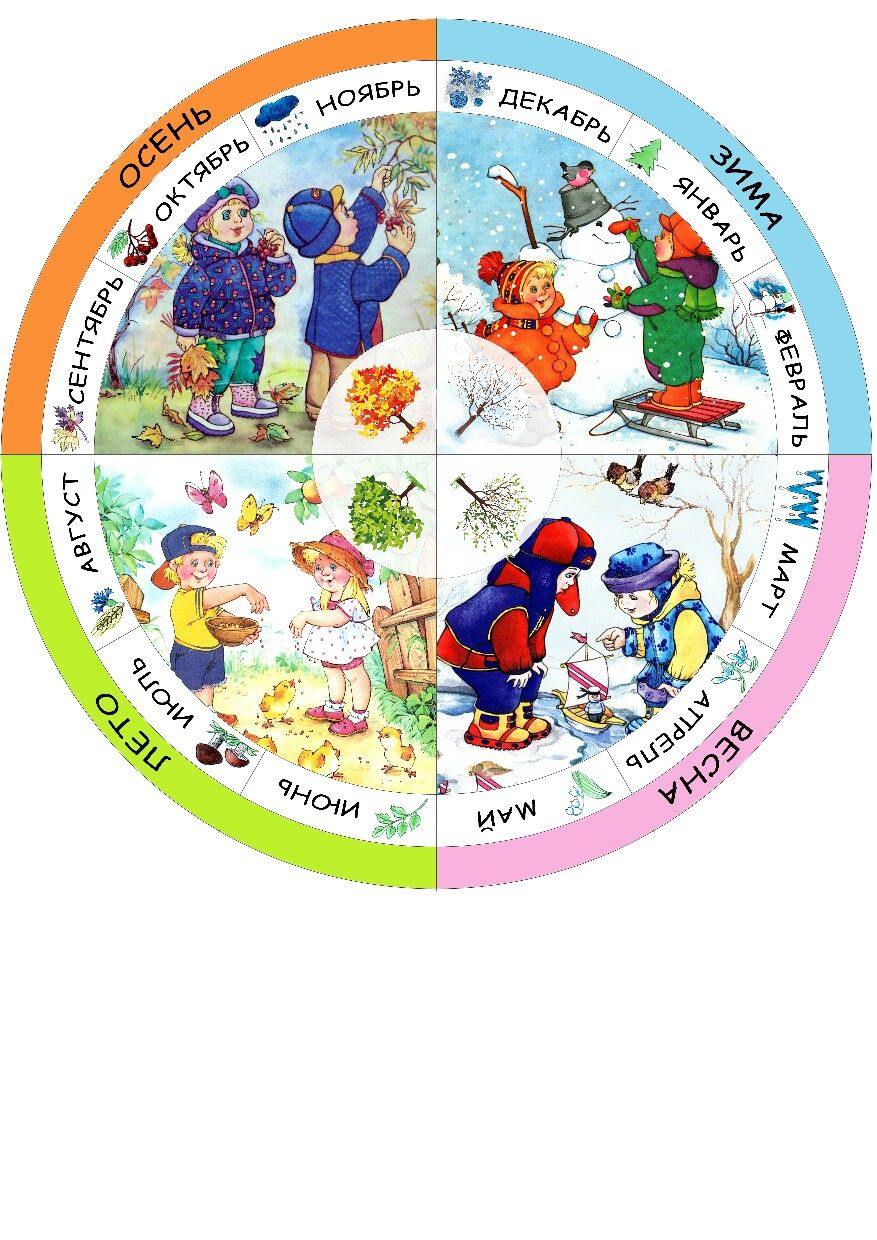 ЗИМА
ДЕКАБРЬ
ЯНВАРЬ
ФЕВРАЛЬ
ВЕСНА
МАРТ
АПРЕЛЬ
МАЙ
ЛЕТО
ИЮНЬ
ИЮЛЬ
АВГУСТ
ОСЕНЬ
СЕНТЯБРЬ
ОКТЯБРЬ
НОЯБРЬ